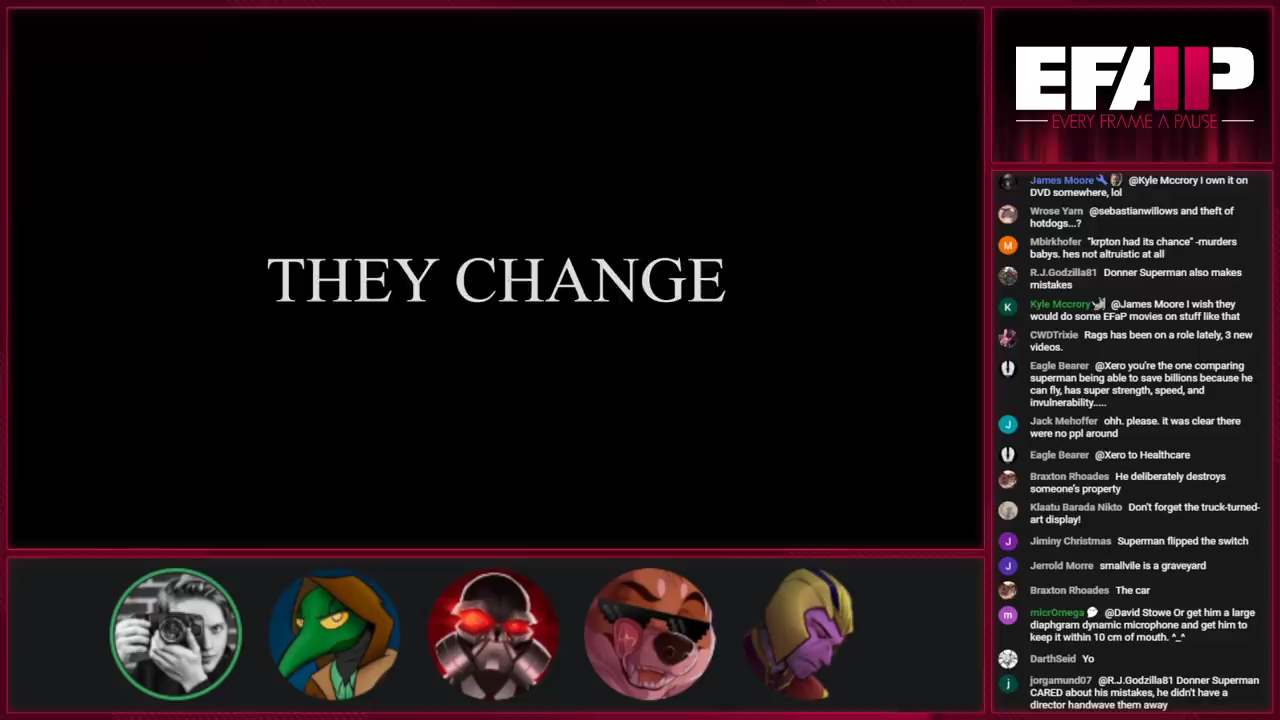 THEY CHANGE
EFAP
EVERY FRAME A PAUSE
James Moore @Kyle Mccrory I own it on
DVD somewhere, lol
Wrose Yarn @sebastianwillows and theft of
hotdogs...?
M
Mbirkhofer "krpton had its chance" -murders
babys. hes not altruistic at all
R.J.Godzilla81 Donner Superman also makes
mistakes
K
Kyle Mccrory @James Moore I wish they
would do some EFaP movies on stuff like that
CWDTrixie Rags has been on a role lately, 3 new
videos.
Eagle Bearer @Xero you're the one comparing
superman being able to save billions because he
can fly, has super strength, speed, and
invulnerability.....
J
Jack Mehoffer ohh. please. it was clear there
were no ppl around
Eagle Bearer @Xero to Healthcare
Braxton Rhoades He deliberately destroys
someone's property
Klaatu Barada Nikto Don't forget the truck-turned-
art display!
J
Jiminy Christmas Superman flipped the switch
J
Jerrold Morre smallvile is a graveyard
Braxton Rhoades The car
m
micrOmega @David Stowe Or get him a large
diaphgram dynamic microphone and get him to
keep it within 10 cm of mouth. ^_^
DarthSeid Yo
j
jorgamund07 @R.J.Godzilla81 Donner Superman
CARED about his mistakes, he didn't have a
director handwave them away